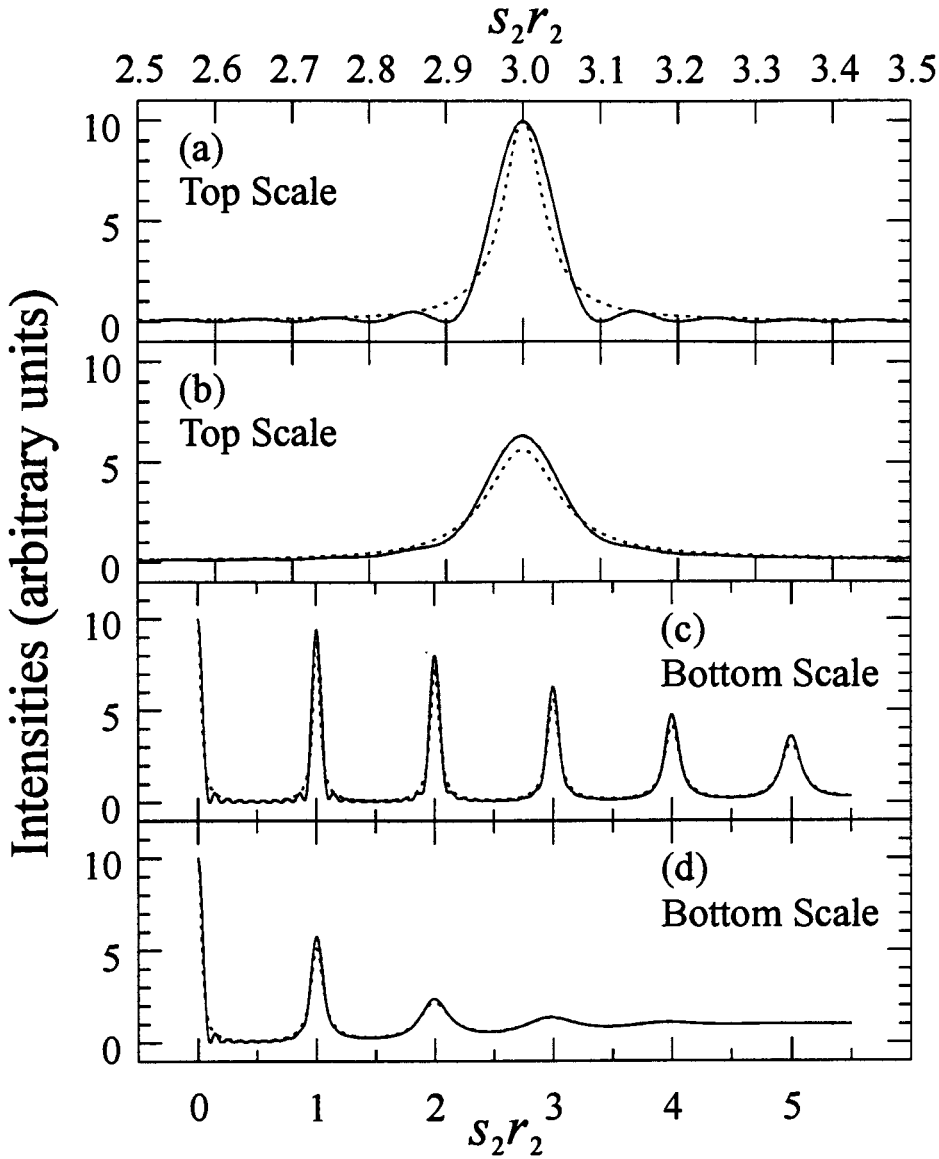 s₂r₂
2.5 2.6 2.7 2.8 2.9 3.0 3.1 3.2 3.3 3.4 3.5
Intensities (arbitrary units)
10
5
0
(a)
Top Scale
10
5
0
(b)
Top Scale
10
5
0
(c)
Bottom Scale
10
5
0
(d)
Bottom Scale
0 1 2 3 4 5
s₂r₂